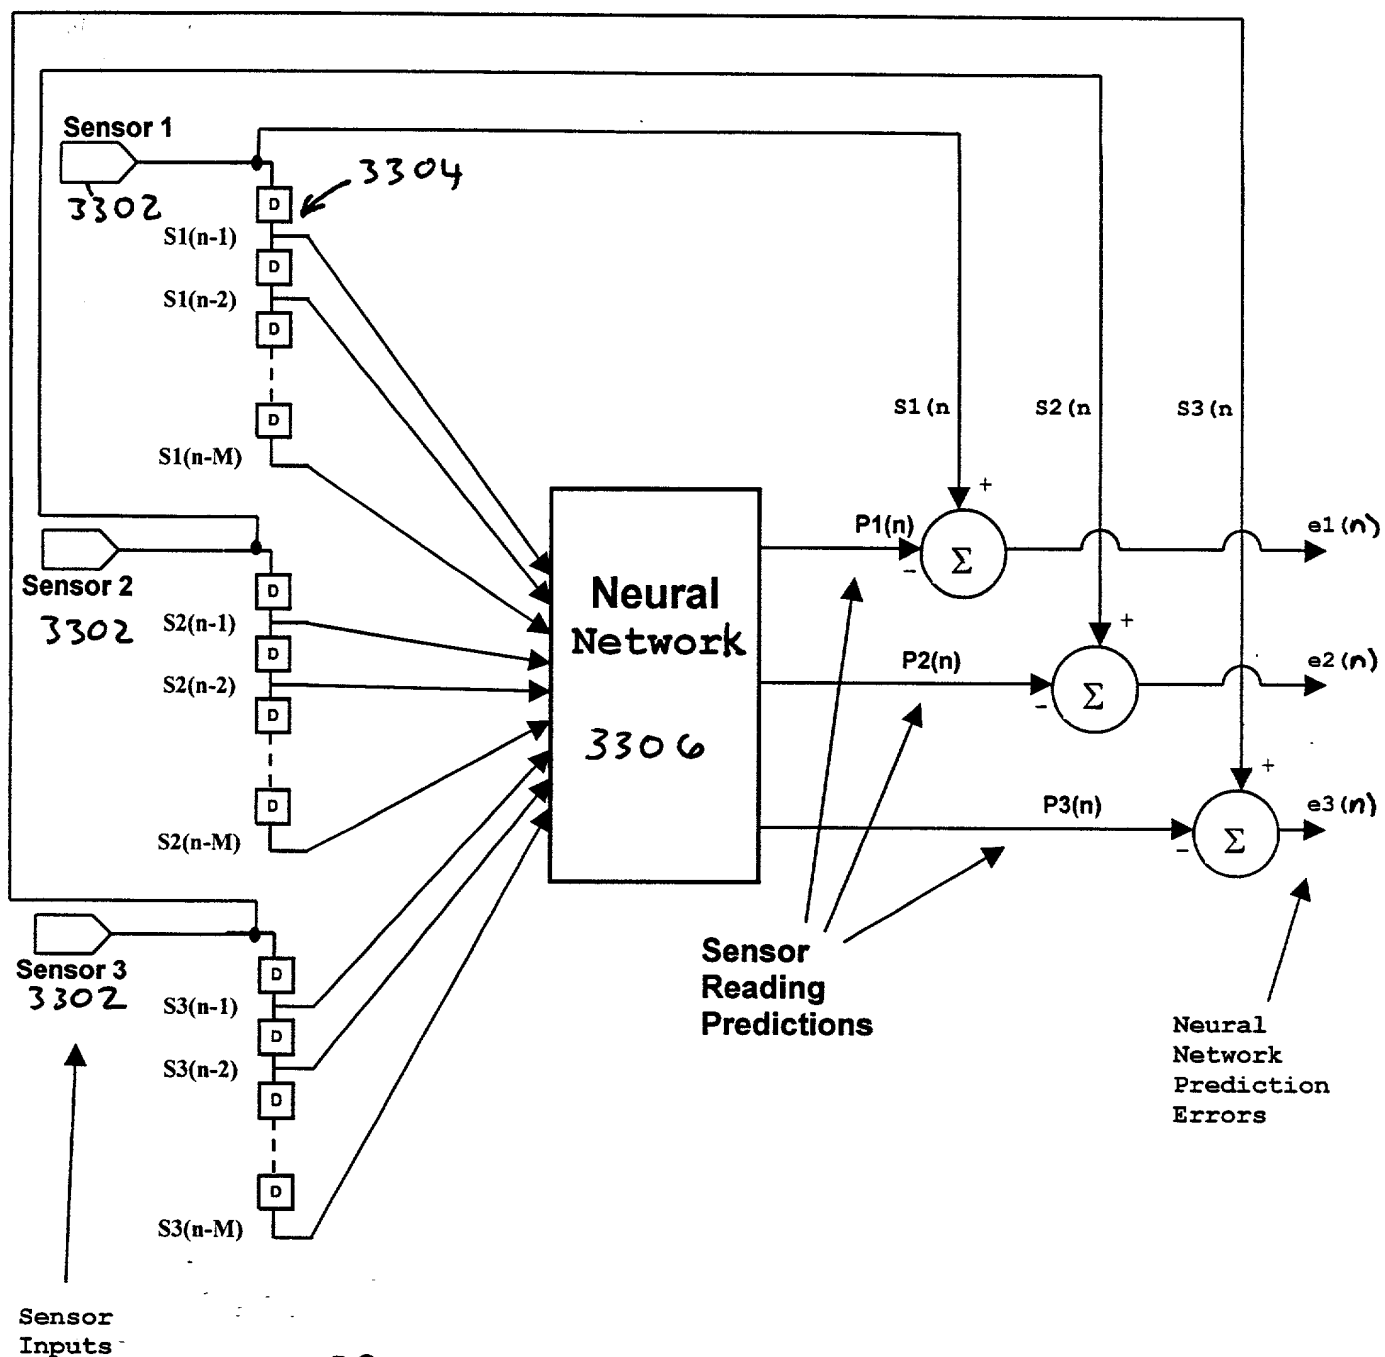 Sensor 1
3302
3304
D
S1(n-1)
D
S1(n-2)
D
D
S1(n-M)
Sensor 2
3302
D
S2(n-1)
D
S2(n-2)
D
D
S2(n-M)
Sensor 3
3302
D
S3(n-1)
D
S3(n-2)
D
D
S3(n-M)
Sensor
Inputs
Neural
Network
3306
S1(n
S2(n
S3(n
+
P1(n)
-
Σ
e1(n)
+
P2(n)
-
Σ
e2(n)
+
P3(n)
-
Σ
e3(n)
Sensor
Reading
Predictions
Neural
Network
Prediction
Errors